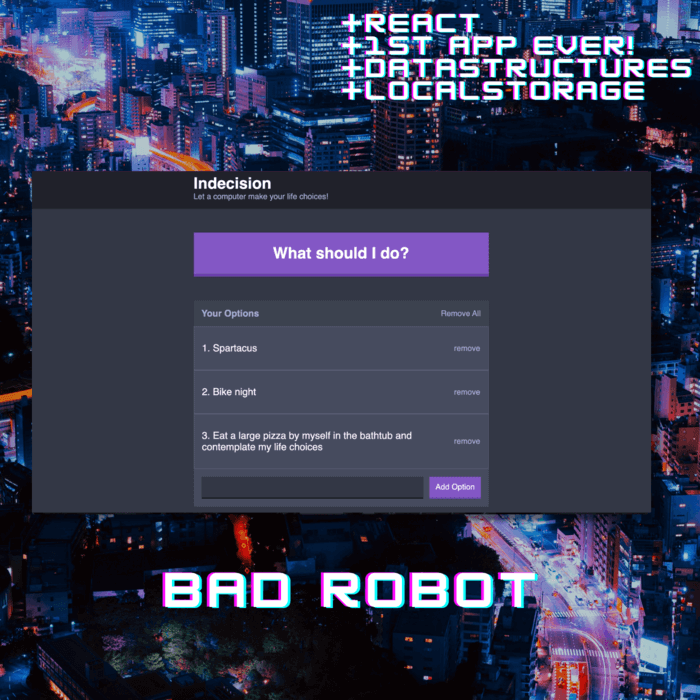 +REACT
+1ST APP EVER!
+DATASTRUCTURES
+LOCALSTORAGE
Indecision
Let a computer make your life choices!
What should I do?
Your Options
Remove All
1. Spartacus
remove
2. Bike night
remove
3. Eat a large pizza by myself in the bathtub and
contemplate my life choices
remove
Add Option
BAD ROBOT